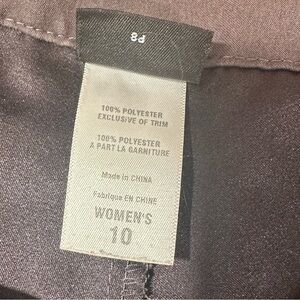 P8
100% POLYESTER
EXCLUSIVE OF TRIM
100% POLYESTER
A PART LA GARNITURE
Made in CHINA
Fabriqué EN CHINE
WOMEN'S
10